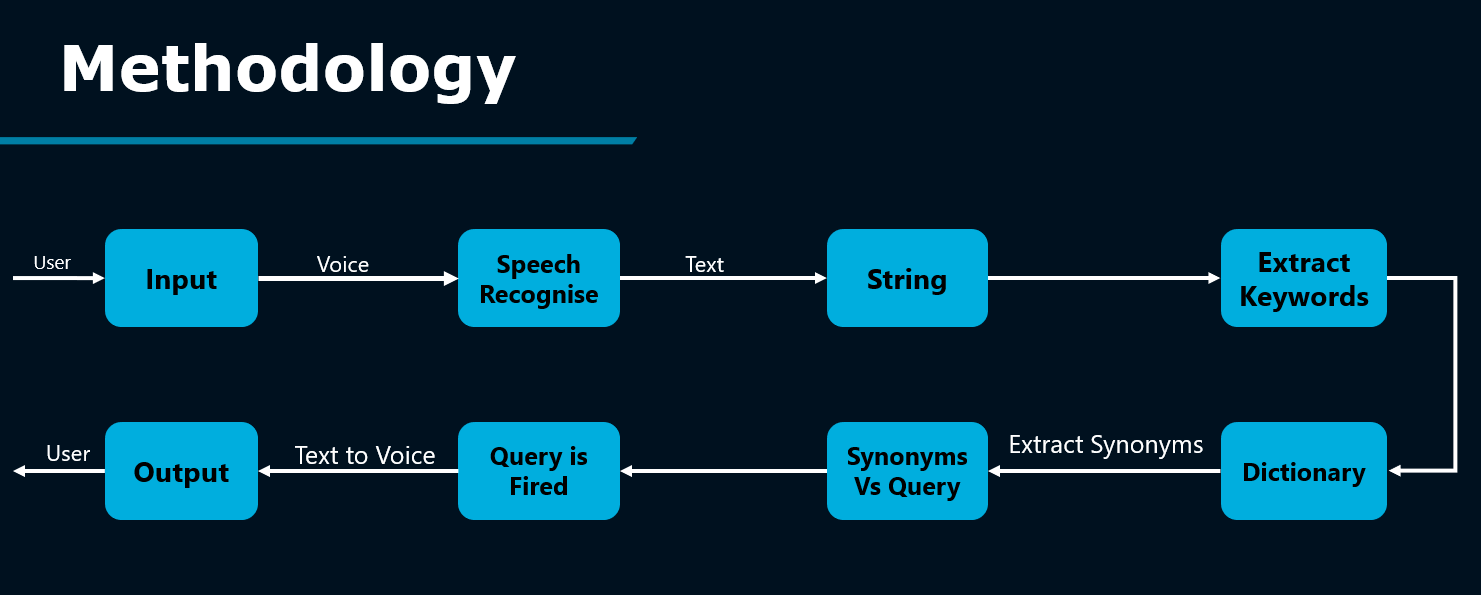 Methodology
User
Input
Voice
Speech
Recognise
Text
String
Extract
Keywords
User
Output
Text to Voice
Query is
Fired
Synonyms
Vs Query
Extract Synonyms
Dictionary